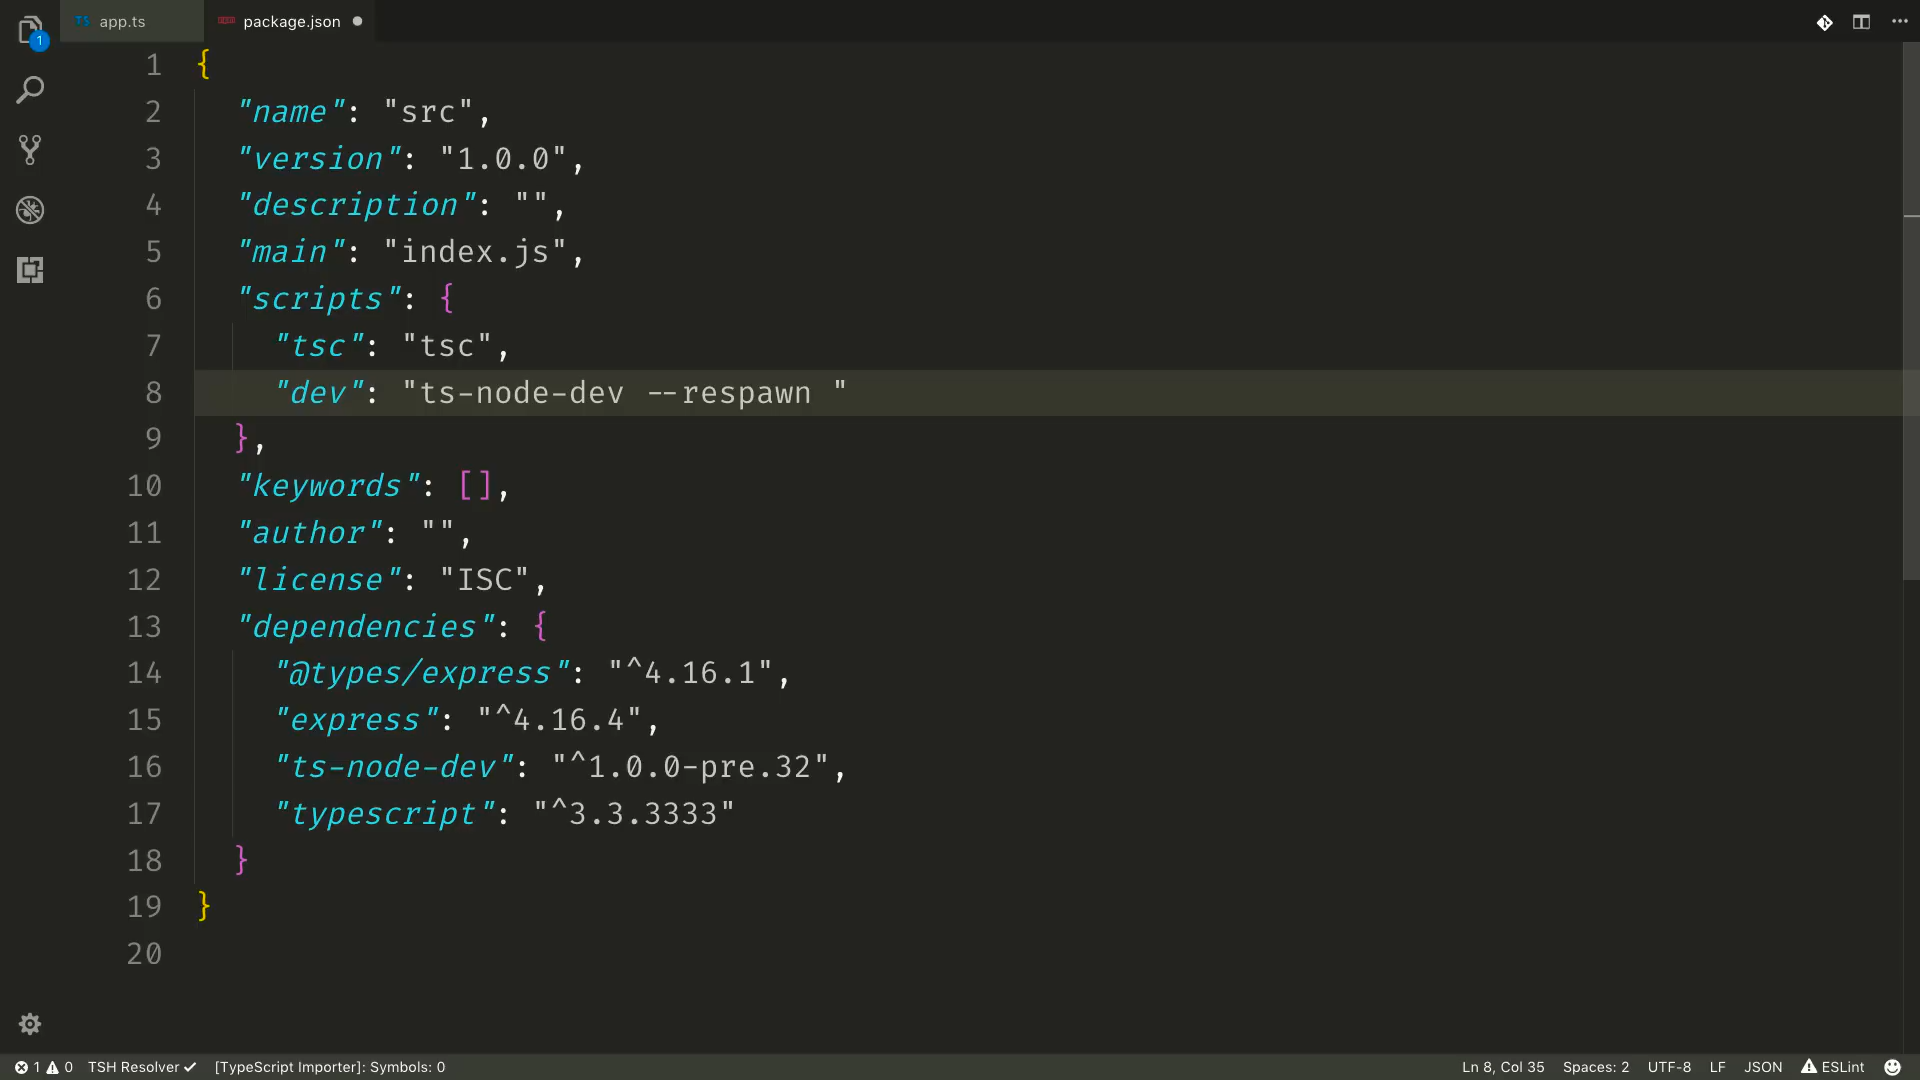 app.ts
package.json
1
1 {
2 "name": "src",
3 "version": "1.0.0",
4 "description": "",
5 "main": "index.js",
6 "scripts": {
7 "tsc": "tsc",
8 "dev": "ts-node-dev --respawn "
9 },
10 "keywords": [],
11 "author": "",
12 "license": "ISC",
13 "dependencies": {
14 "@types/express": "^4.16.1",
15 "express": "^4.16.4",
16 "ts-node-dev": "^1.0.0-pre.32",
17 "typescript": "^3.3.3333"
18 }
19 }
20
1 0 TSH Resolver [TypeScript Importer]: Symbols: 0 Ln 8, Col 35 Spaces: 2 UTF-8 LF JSON ESLint